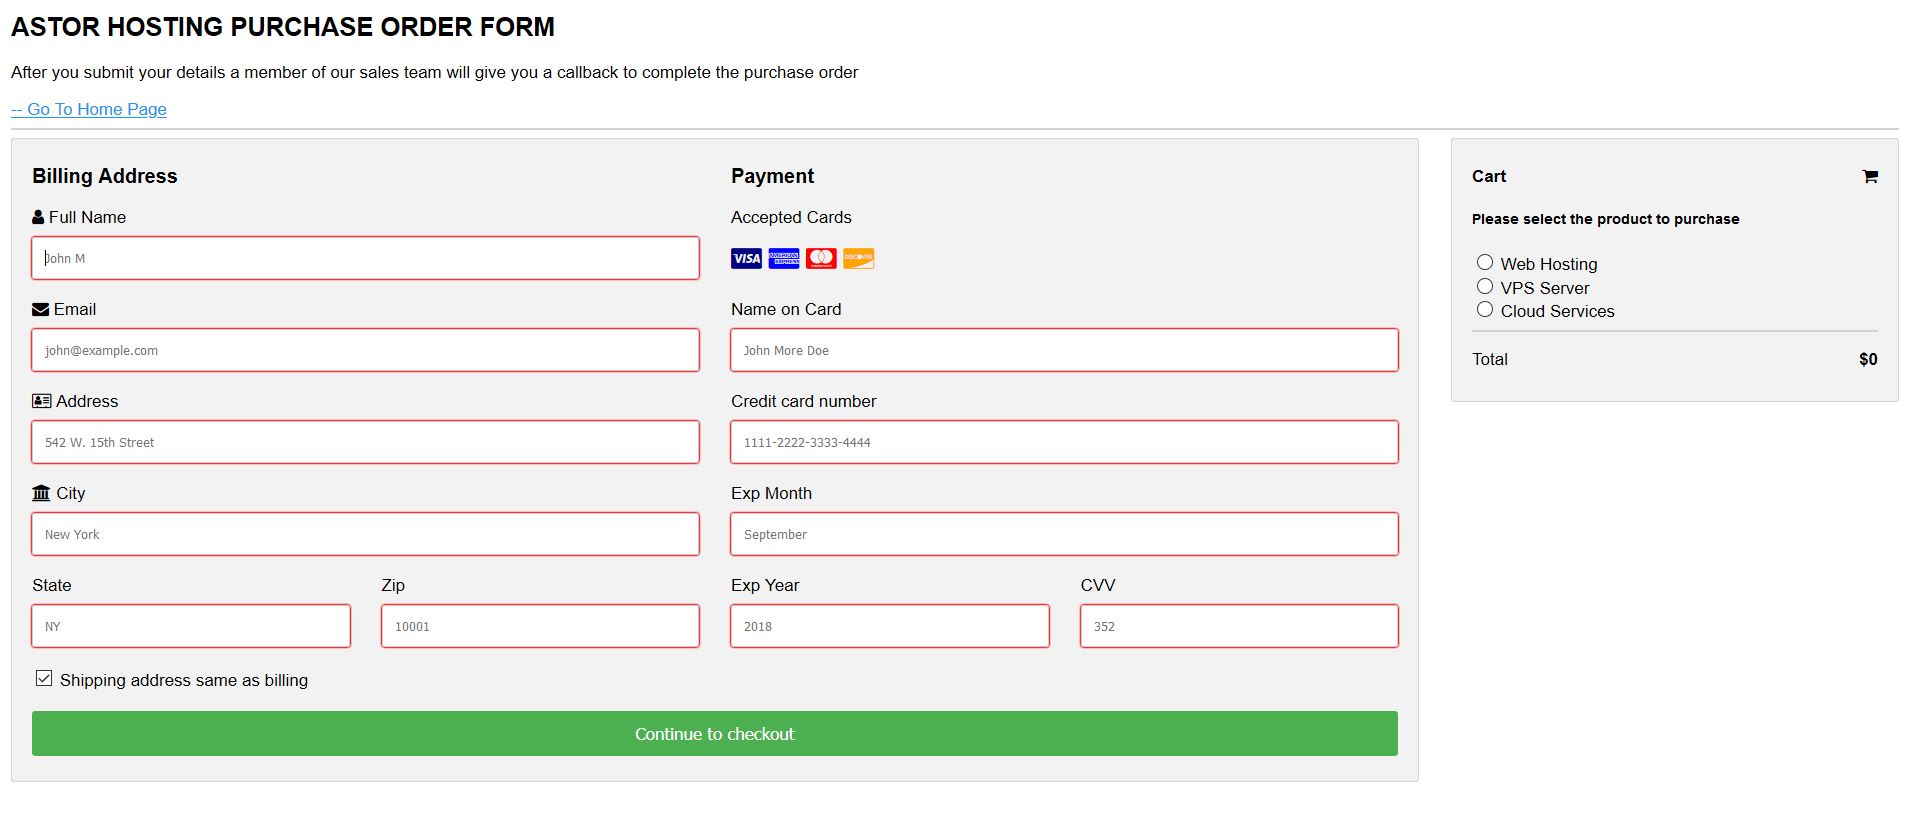 ASTOR HOSTING PURCHASE ORDER FORM
After you submit your details a member of our sales team will give you a callback to complete the purchase order
-- Go To Home Page
Billing Address
Full Name
John M
Email
john@example.com
Address
542 W. 15th Street
City
New York
State Zip
NY 10001
Shipping address same as billing
Payment
Accepted Cards
VISA AMERICAN EXPRESS DISCOVER
Name on Card
John More Doe
Credit card number
1111-2222-3333-4444
Exp Month
September
Exp Year CVV
2018 352
Continue to checkout
Cart
Please select the product to purchase
Web Hosting
VPS Server
Cloud Services
Total $0